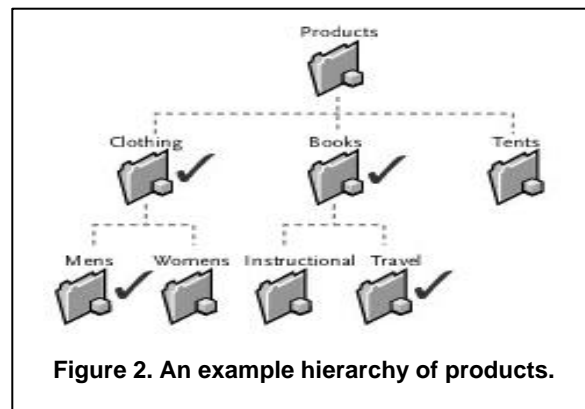 Products
Clothing Books Tents
Mens Womens Instructional Travel
Figure 2. An example hierarchy of products.